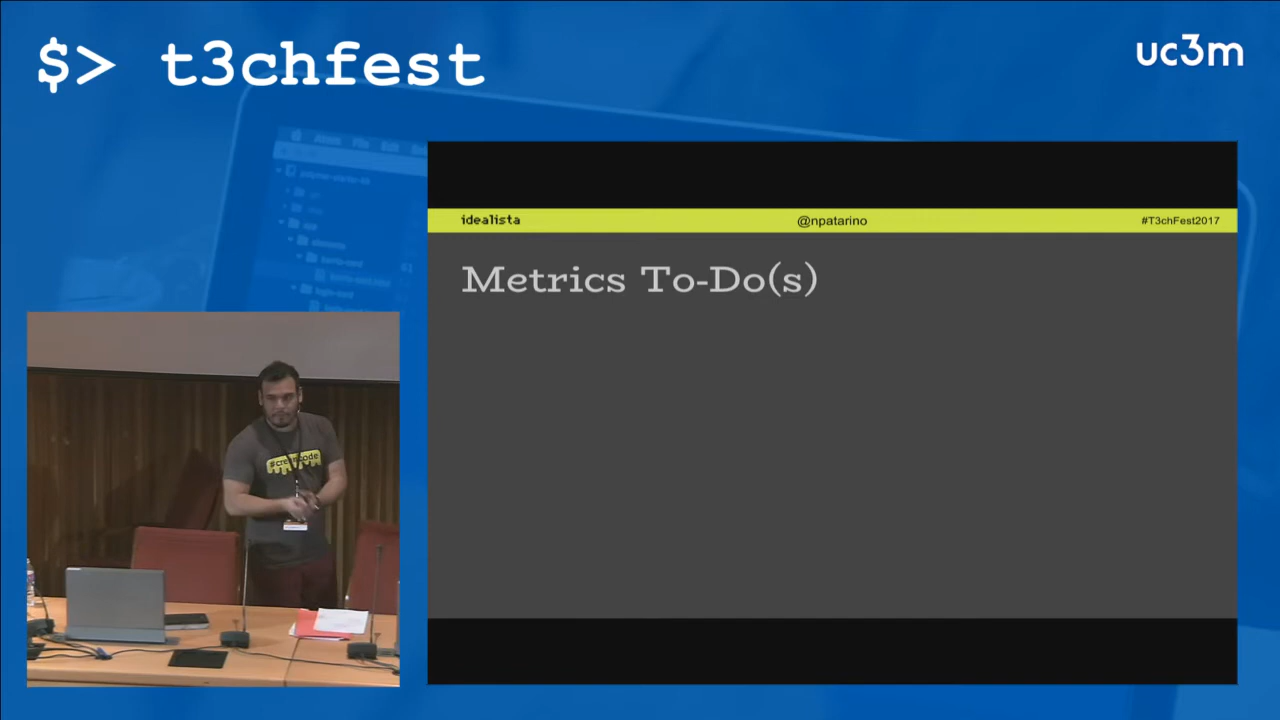 $> t3chfest
uc3m
idealista
@npatarino
#T3chFest2017
Metrics To-Do(s)